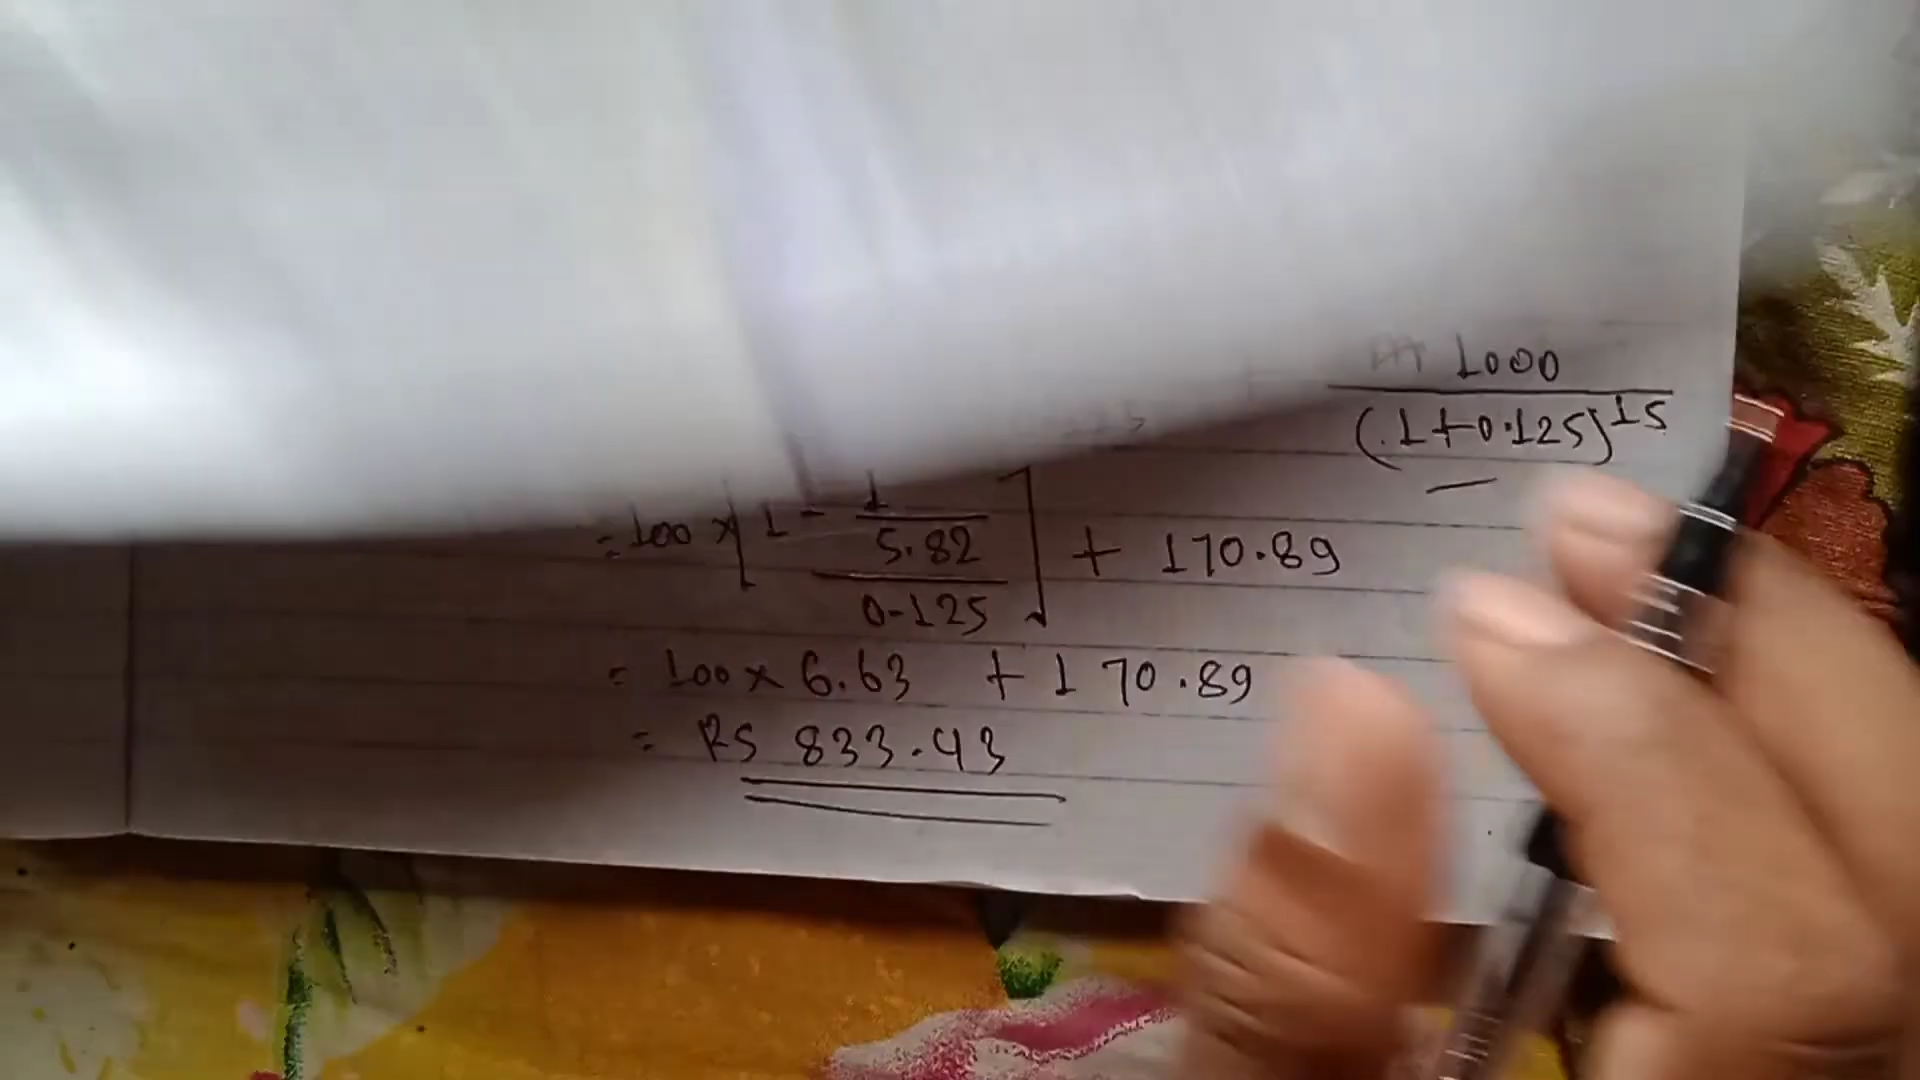 1000
(1+0.125)^15
= 100 × [1 - 1
5.82
0.125] + 170.89
= 100 × 6.63 + 170.89
= RS 833.43